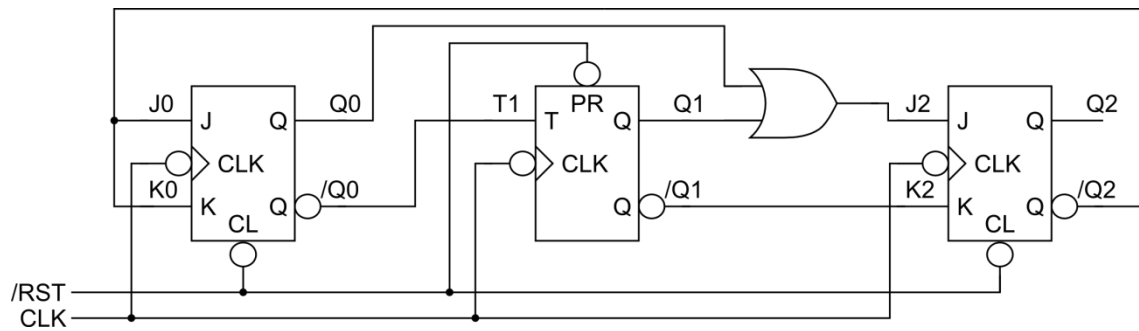 J0 Q0 T1 PR Q1 J2 Q2
J Q T Q J Q
CLK CLK CLK
K0 /Q0 /Q1 K2 /Q2
K Q Q K Q
CL CL
/RST
CLK